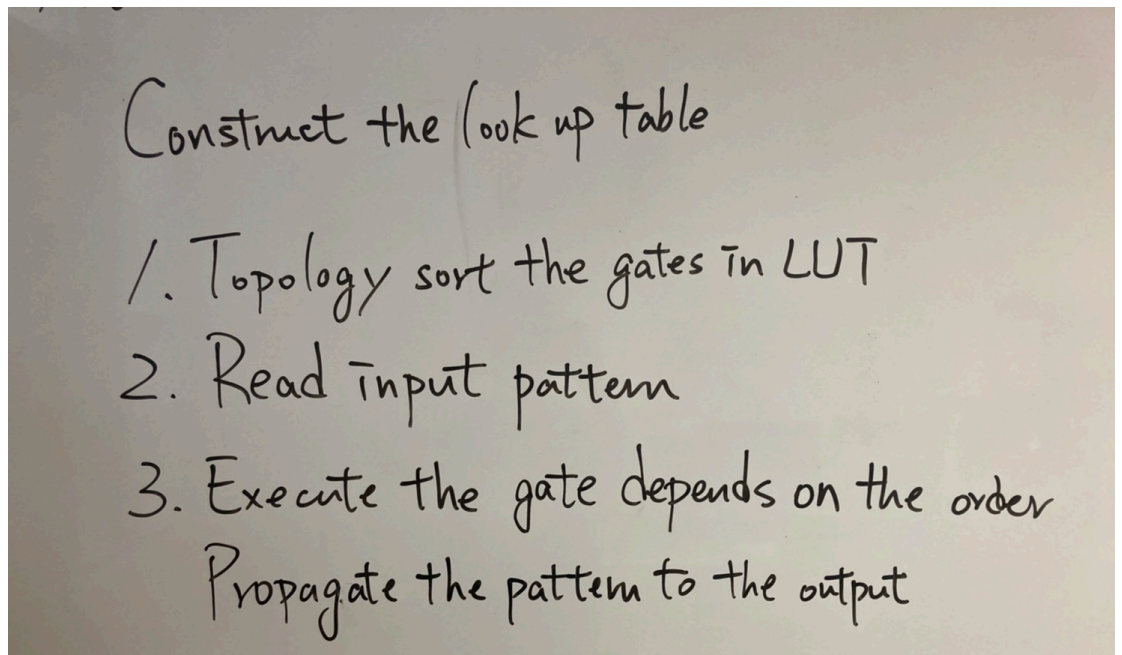 Construct the look up table
1. Topology sort the gates in LUT
2. Read input pattern
3. Execute the gate depends on the order
Propagate the pattern to the output